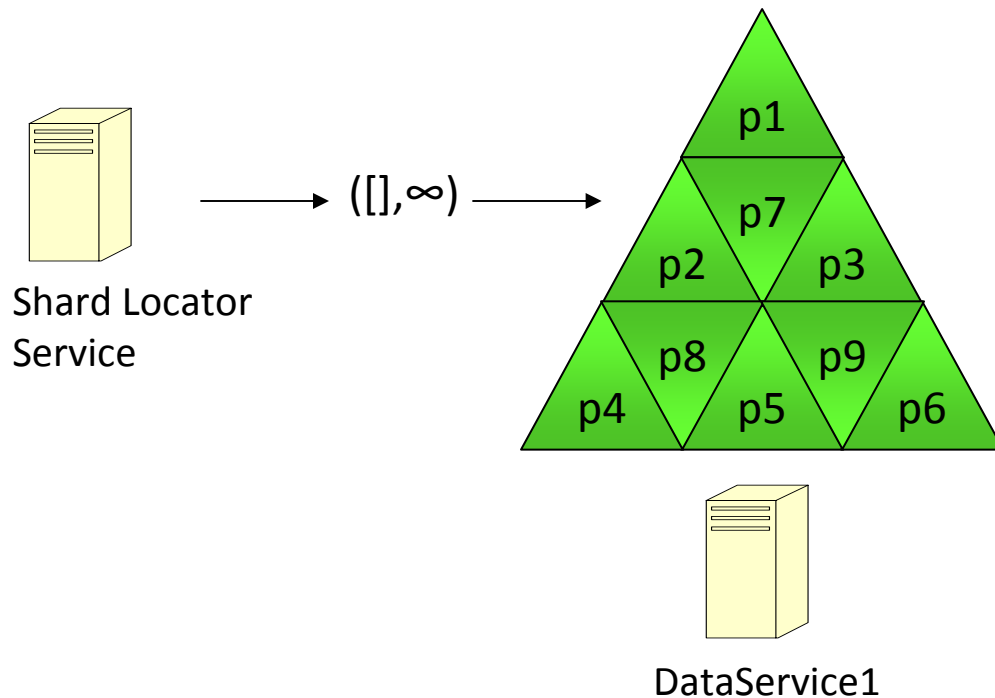 p1
([],∞)
p7
p2
p3
Shard Locator
Service
p8
p9
p4
p5
p6
DataService1